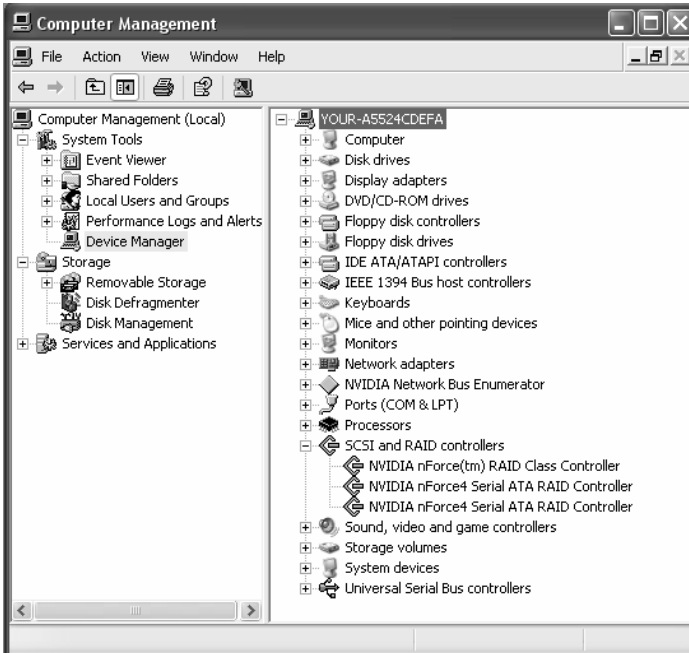 Computer Management
File Action View Window Help
Computer Management (Local)
System Tools
Event Viewer
Shared Folders
Local Users and Groups
Performance Logs and Alerts
Device Manager
Storage
Removable Storage
Disk Defragmenter
Disk Management
Services and Applications
YOUR-A5524CDEFA
Computer
Disk drives
Display adapters
DVD/CD-ROM drives
Floppy disk controllers
Floppy disk drives
IDE ATA/ATAPI controllers
IEEE 1394 Bus host controllers
Keyboards
Mice and other pointing devices
Monitors
Network adapters
NVIDIA Network Bus Enumerator
Ports (COM & LPT)
Processors
SCSI and RAID controllers
NVIDIA nForce(tm) RAID Class Controller
NVIDIA nForce4 Serial ATA RAID Controller
NVIDIA nForce4 Serial ATA RAID Controller
Sound, video and game controllers
Storage volumes
System devices
Universal Serial Bus controllers